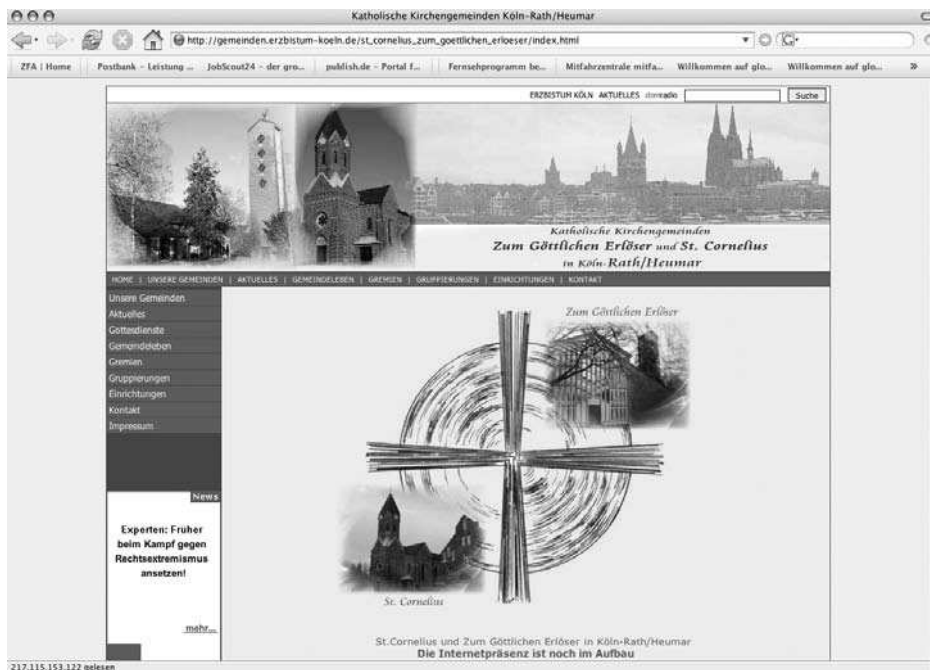 Katholische Kirchengemeinden Köln-Rath/Heumar
http://gemeinden.erzbistum-koeln.de/st_cornelius_zum_goettlichen_erloeser/index.html
G
ZFA | Home Postbank – Leistung ... JobScout24 – der gro... publish.de – Portal f... Fernsehprogramm be... Mitfahrzentrale mitfa... Willkommen auf glo... Willkommen auf glo... »
ERZBISTUM KÖLN AKTUELLES domradio Suche
Katholische Kirchengemeinden
Zum Göttlichen Erlöser und St. Cornelius
in Köln-Rath/Heumar
HOME | UNSERE GEMEINDEN | AKTUELLES | GEMEINDELEBEN | GREMIEN | GRUPPIERUNGEN | EINRICHTUNGEN | KONTAKT
Unsere Gemeinden
Aktuelles
Gottesdienste
Gemeindeleben
Gremien
Gruppierungen
Einrichtungen
Kontakt
Impressum
News
Experten: Früher
beim Kampf gegen
Rechtsextremismus
ansetzen!
mehr...
Zum Göttlichen Erlöser
St. Cornelius
St.Cornelius und Zum Göttlichen Erlöser in Köln-Rath/Heumar
Die Internetpräsenz ist noch im Aufbau
217.115.153.122 gelesen